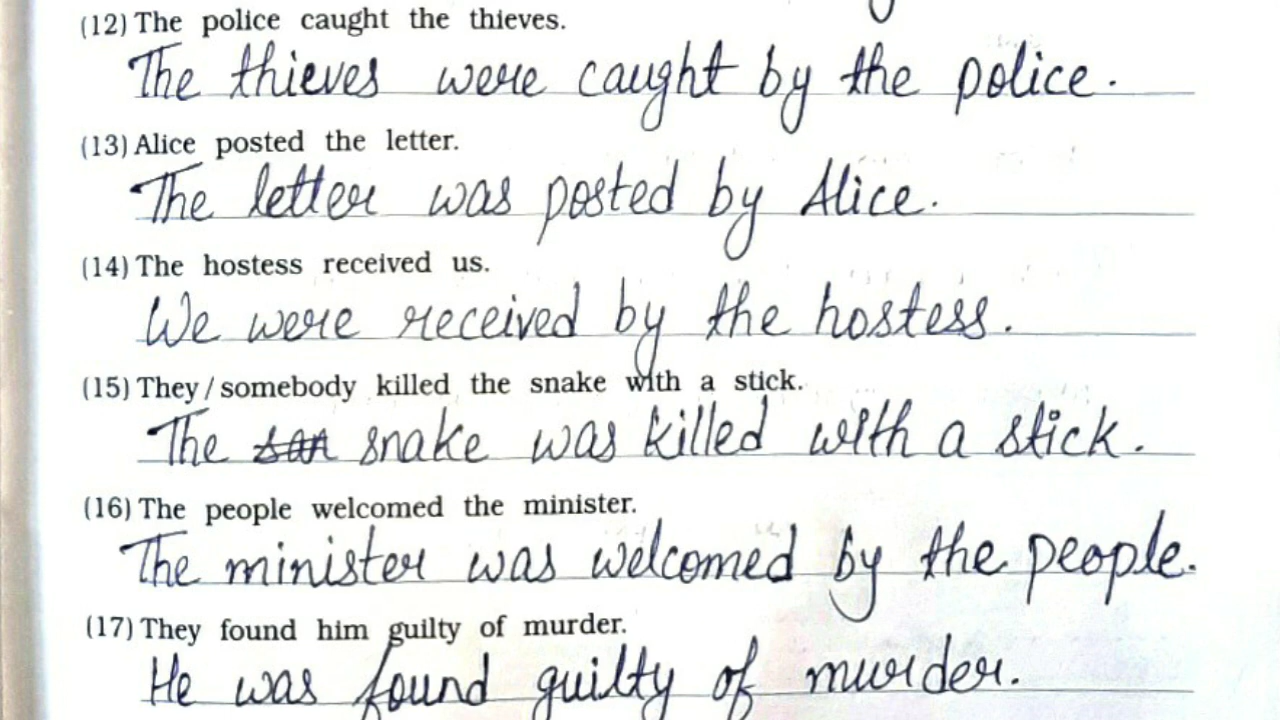 (12) The police caught the thieves.
The thieves were caught by the police.
(13) Alice posted the letter.
The letter was posted by Alice.
(14) The hostess received us.
We were received by the hostess.
(15) They/somebody killed the snake with a stick.
The snake was killed with a stick.
(16) The people welcomed the minister.
The minister was welcomed by the people.
(17) They found him guilty of murder.
He was found guilty of murder.